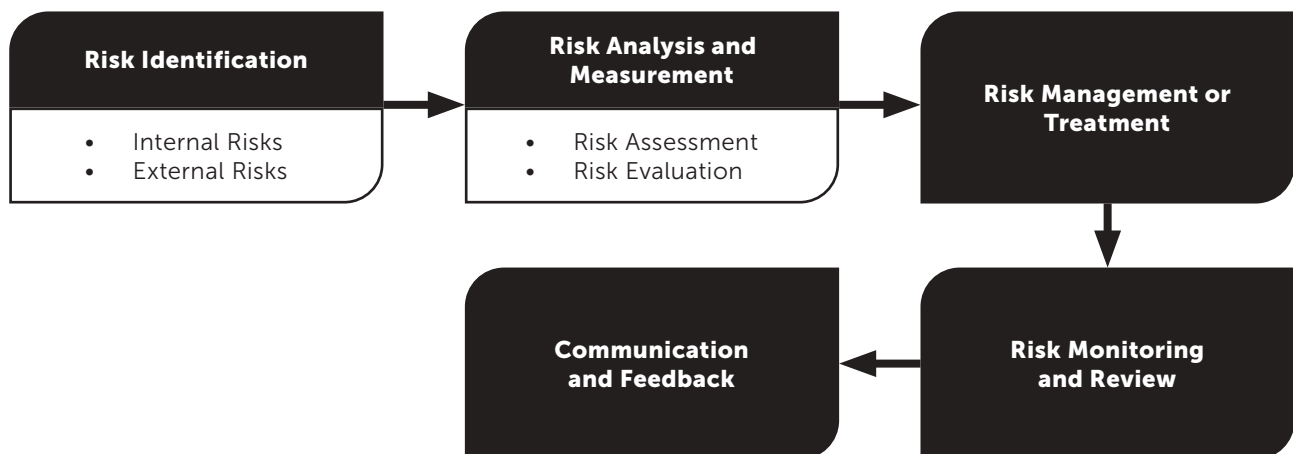 Risk Identification
• Internal Risks
• External Risks
Risk Analysis and
Measurement
• Risk Assessment
• Risk Evaluation
Risk Management or
Treatment
Risk Monitoring
and Review
Communication
and Feedback